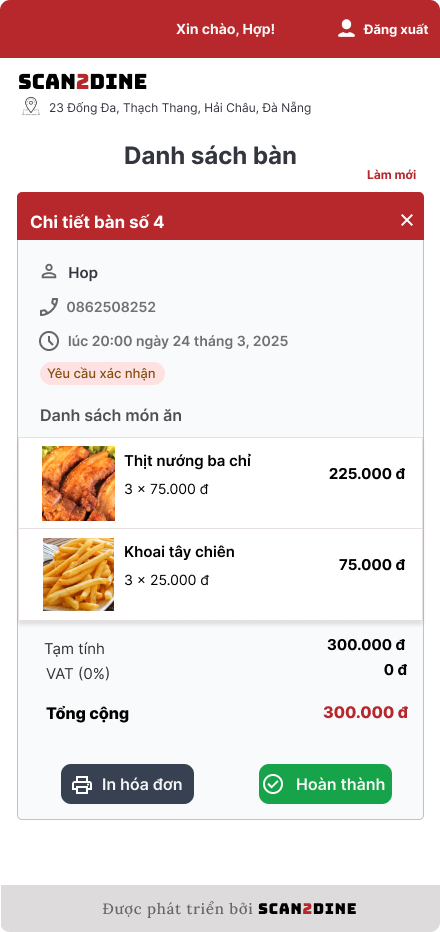 Xin chào, Hợp!
Đăng xuất
SCAN2DINE
23 Đống Đa, Thạch Thang, Hải Châu, Đà Nẵng
Danh sách bàn
Làm mới
Chi tiết bàn số 4
Hop
0862508252
lúc 20:00 ngày 24 tháng 3, 2025
Yêu cầu xác nhận
Danh sách món ăn
Thịt nướng ba chỉ
225.000 đ
3 × 75.000 đ
Khoai tây chiên
75.000 đ
3 × 25.000 đ
Tạm tính 300.000 đ
VAT (0%) 0 đ
Tổng cộng 300.000 đ
In hóa đơn
Hoàn thành
Được phát triển bởi SCAN2DINE